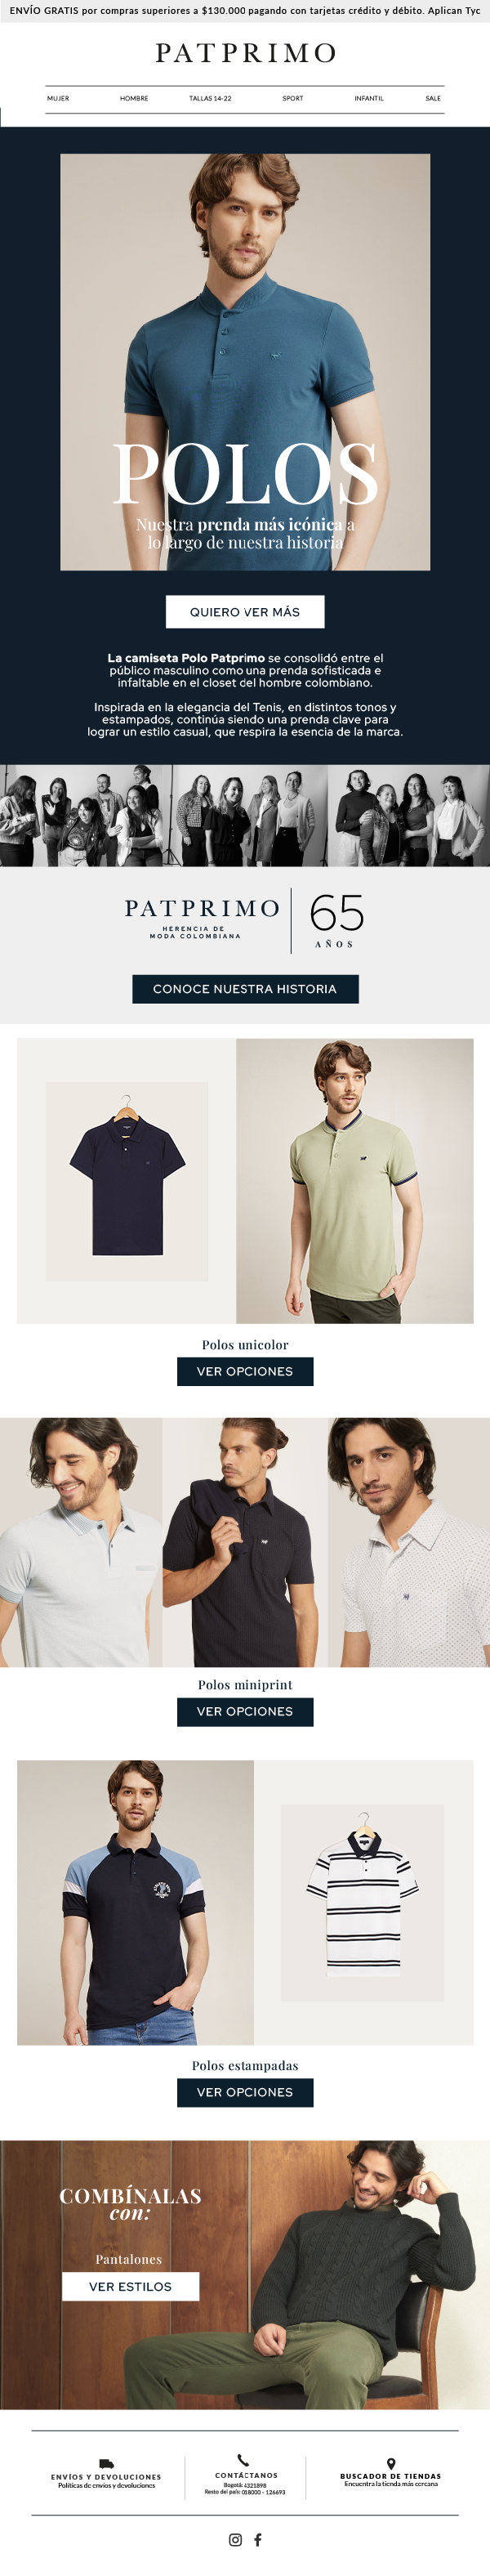 ENVÍO GRATIS por compras superiores a $130.000 pagando con tarjetas crédito y débito. Aplican Tyc
PATPRIMO
MUJER HOMBRE TALLAS 14-22 SPORT INFANTIL SALE
POLOS
Nuestra prenda más icónica a
lo largo de nuestra historia
QUIERO VER MÁS
La camiseta Polo Patprimo se consolidó entre el
público masculino como una prenda sofisticada e
infaltable en el closet del hombre colombiano.
Inspirada en la elegancia del Tenis, en distintos tonos y
estampados, continúa siendo una prenda clave para
lograr un estilo casual, que respira la esencia de la marca.
PATPRIMO
HERENCIA DE
MODA COLOMBIANA
65
AÑOS
CONOCE NUESTRA HISTORIA
Polos unicolor
VER OPCIONES
Polos miniprint
VER OPCIONES
Polos estampadas
VER OPCIONES
COMBÍNALAS
con:
Pantalones
VER ESTILOS
ENVÍOS Y DEVOLUCIONES
Políticas de envíos y devoluciones
CONTÁCTANOS
Bogotá: 4321898
Resto del país: 018000 - 126693
BUSCADOR DE TIENDAS
Encuentra la tienda más cercana